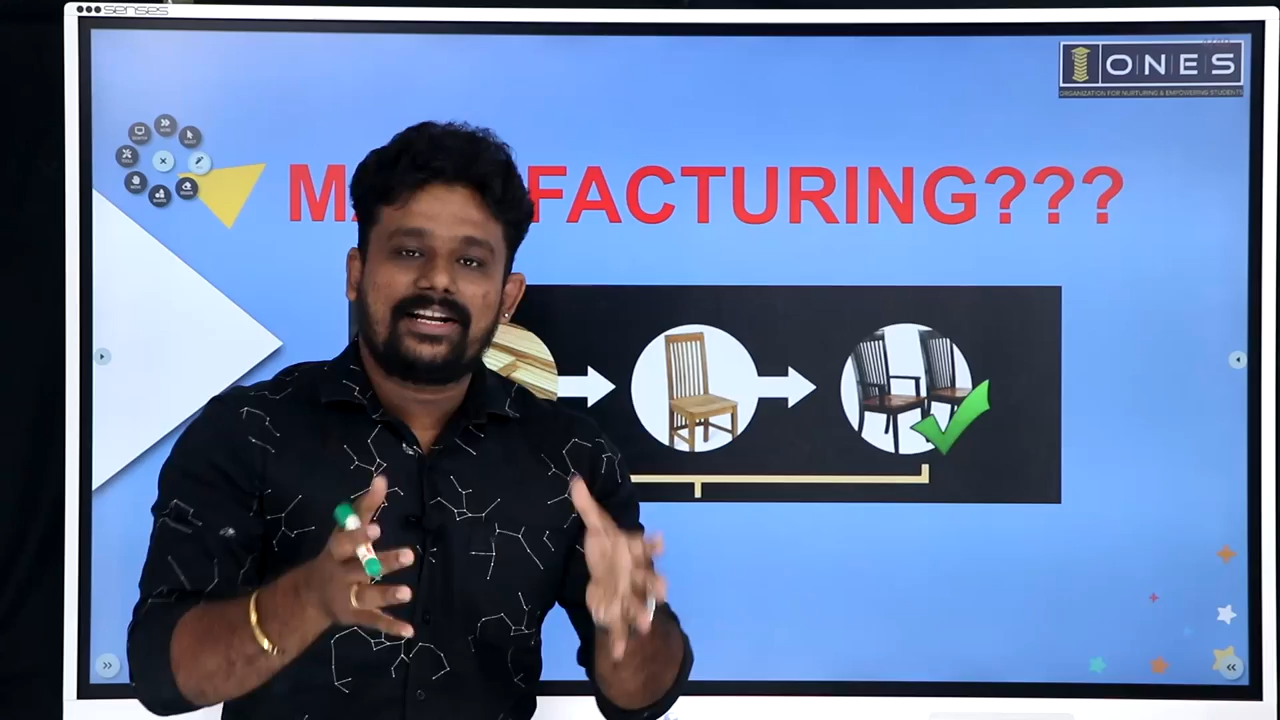 senses
ONES
ORGANIZATION FOR NURTURING & EMPOWERING STUDENTS
FACTURING???